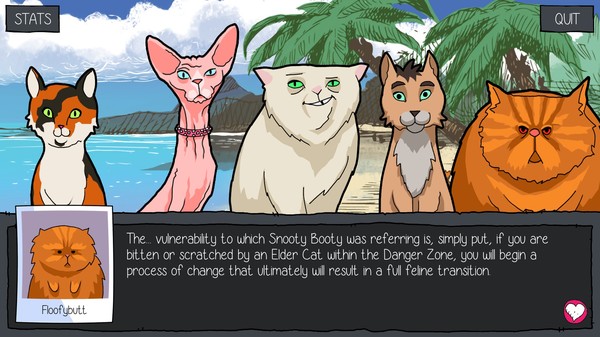 STATS
QUIT
The... vulnerability to which Snooty Booty was referring is, simply put, if you are
bitten or scratched by an Elder Cat within the Danger Zone, you will begin a
process of change that ultimately will result in a full feline transition.
Floofybutt